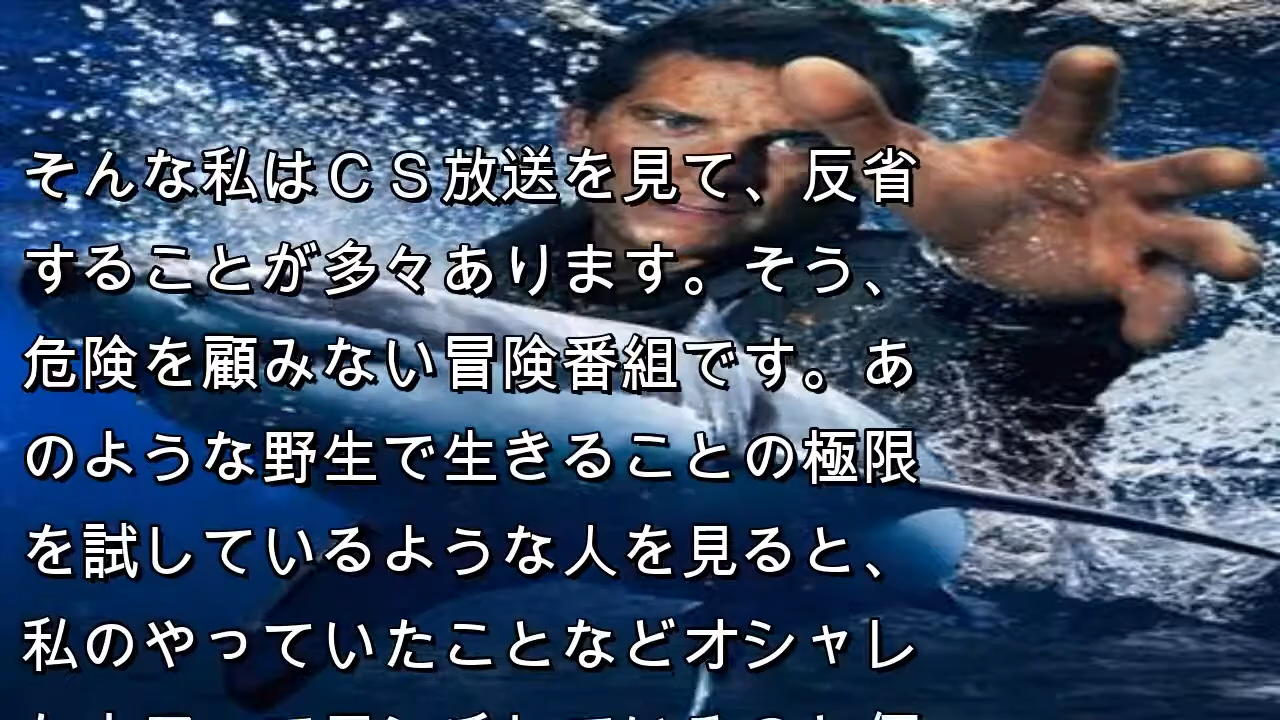 そんな私はＣＳ放送を見て、反省
することが多々あります。そう、
危険を顧みない冒険番組です。あ
のような野生で生きることの極限
を試しているような人を見ると、
私のやっていたことなどオシャレ